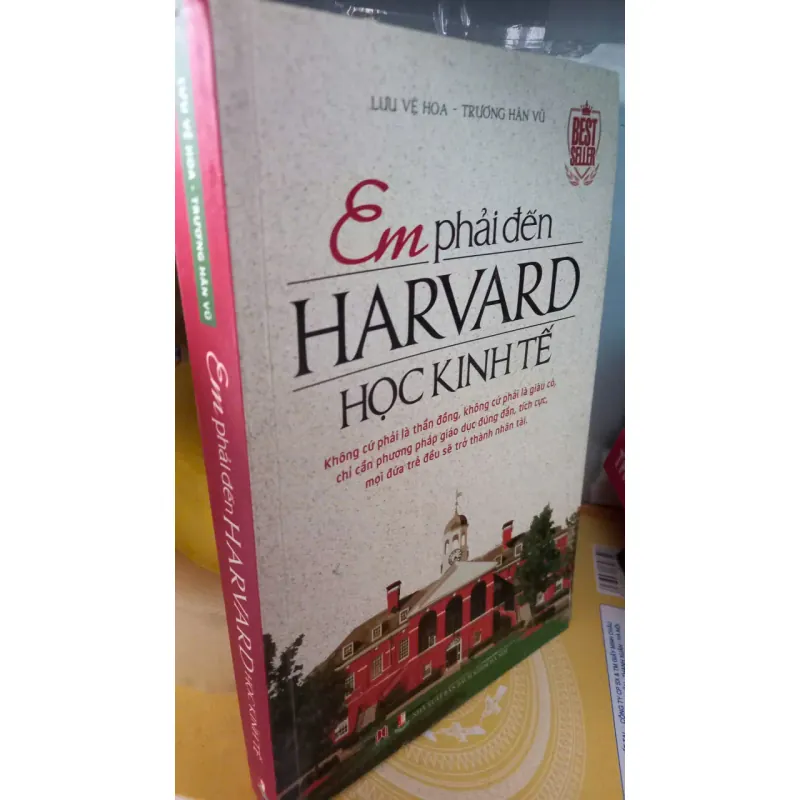 LƯU VỆ HOA - TRƯƠNG HÂN VŨ
BEST
SELLER
Em phải đến
HARVARD
HỌC KINH TẾ
Không cứ phải là thần đồng, không cứ phải là giàu có,
chỉ cần phương pháp giáo dục đúng đắn, tích cực,
mọi đứa trẻ đều sẽ trở thành nhân tài.
NHÀ XUẤT BẢN
LƯU VỆ HOA - TRƯƠNG HÂN VŨ
Em phải đến HARVARD HỌC KINH TẾ